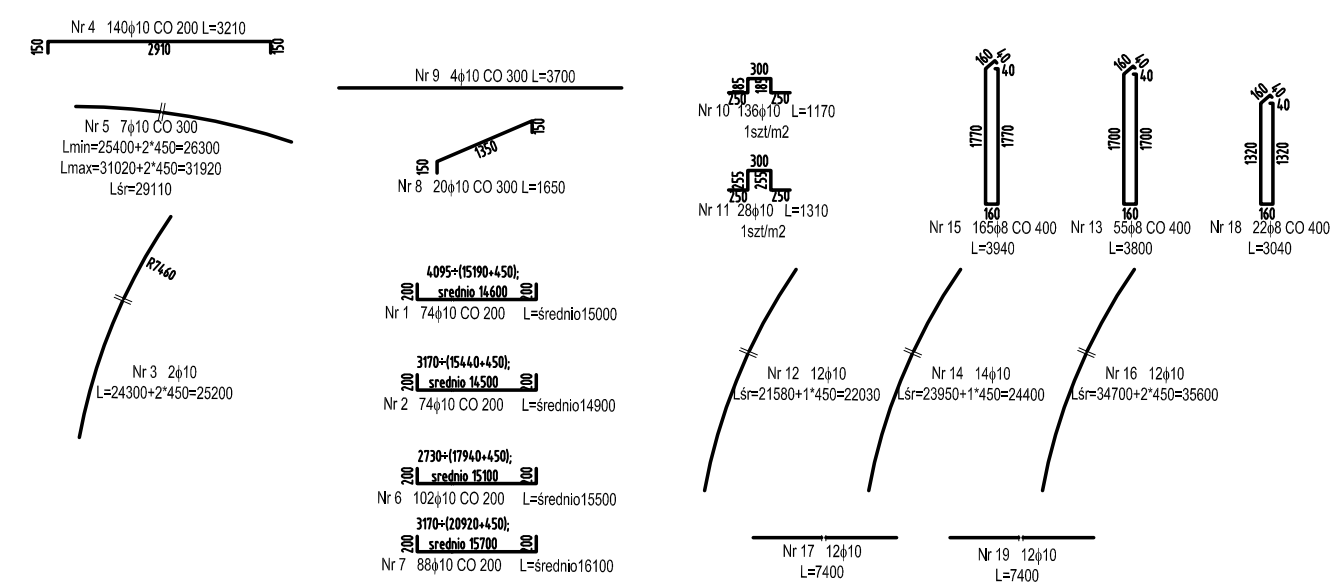 Nr 4 140ϕ10 CO 200 L=3210
150 2910 150
Nr 5 7ϕ10 CO 300
Lmin=25400+2*450=26300
Lmax=31020+2*450=31920
Lśr=29110
R7460
Nr 3 2ϕ10
L=24300+2*450=25200
Nr 9 4ϕ10 CO 300 L=3700
150 1350 150
Nr 8 20ϕ10 CO 300 L=1650
4095÷(15190+450);
200 srednio 14600 200
Nr 1 74ϕ10 CO 200 L=średnio15000
3170÷(15440+450);
200 srednio 14500 200
Nr 2 74ϕ10 CO 200 L=średnio14900
2730÷(17940+450);
200 srednio 15100 200
Nr 6 102ϕ10 CO 200 L=średnio15500
3170÷(20920+450);
200 srednio 15700 200
Nr 7 88ϕ10 CO 200 L=średnio16100
300
185 185
250 250
Nr 10 136ϕ10 L=1170
1szt/m2
300
255 255
250 250
Nr 11 28ϕ10 L=1310
1szt/m2
160 40
40
1770 1770
160
Nr 15 165ϕ8 CO 400
L=3940
160 40
40
1700 1700
160
Nr 13 55ϕ8 CO 400
L=3800
160 40
40
1320 1320
160
Nr 18 22ϕ8 CO 400
L=3040
Nr 12 12ϕ10
Lśr=21580+1*450=22030
Nr 14 14ϕ10
Lśr=23950+1*450=24400
Nr 16 12ϕ10
Lśr=34700+2*450=35600
Nr 17 12ϕ10
L=7400
Nr 19 12ϕ10
L=7400